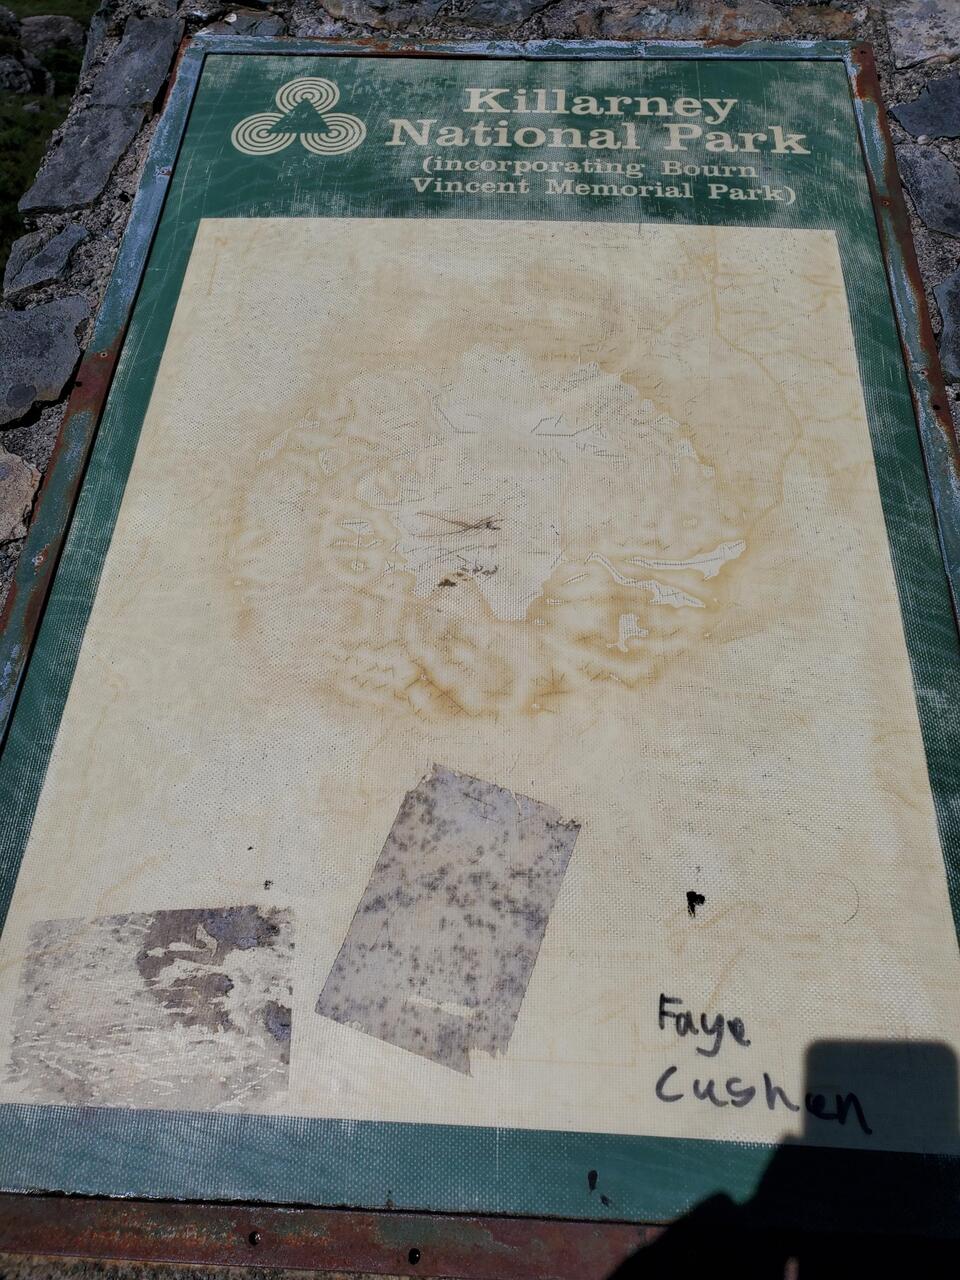 Killarney
National Park
(incorporating Bourn
Vincent Memorial Park)
N
Faye
Cushen